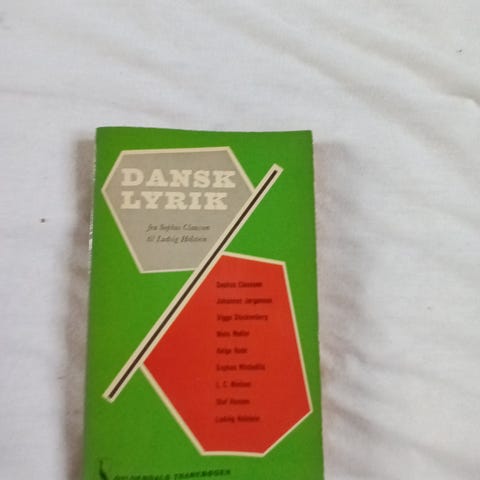 DANSK
LYRIK
fra Sophus Claussen
til Ludvig Holstein
Sophus Claussen
Johannes Jørgensen
Viggo Stuckenberg
Niels Møller
Helge Rode
Sophus Michaëlis
L. C. Nielsen
Olaf Hansen
Ludvig Holstein
GYLDENDALS TRANEBØGER